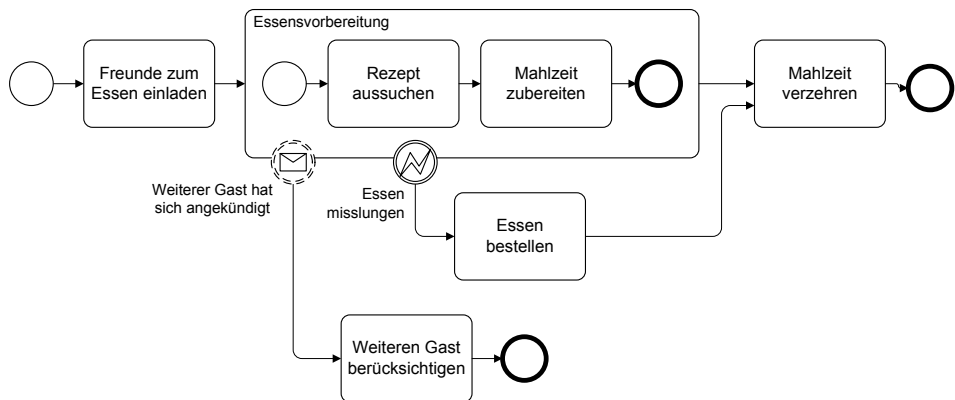 Essensvorbereitung
Freunde zum
Essen einladen
Rezept
aussuchen
Mahlzeit
zubereiten
Mahlzeit
verzehren
Weiterer Gast hat
sich angekündigt
Essen
misslungen
Essen
bestellen
Weiteren Gast
berücksichtigen